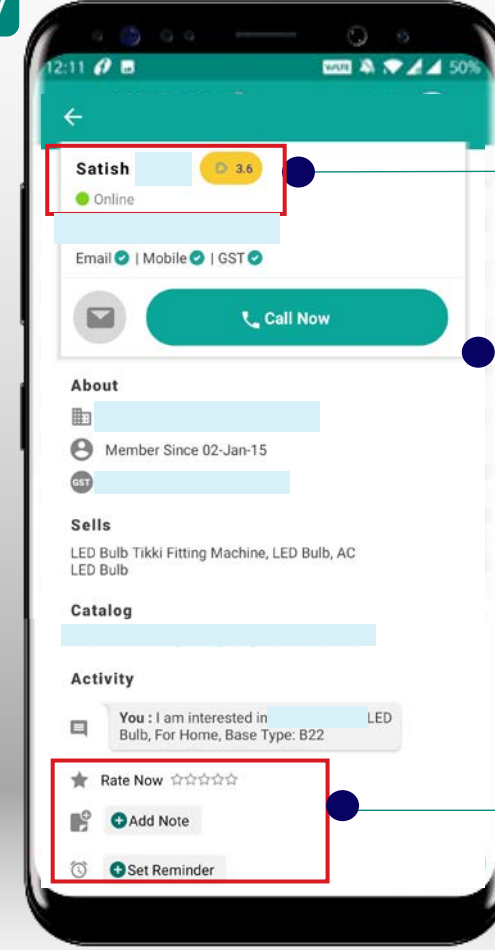 12:11 50%
Satish 3.6
Online
Email | Mobile | GST
Call Now
About
Member Since 02-Jan-15
GST
Sells
LED Bulb Tikki Fitting Machine, LED Bulb, AC
LED Bulb
Catalog
Activity
You : I am interested in LED
Bulb, For Home, Base Type: B22
Rate Now
Add Note
Set Reminder